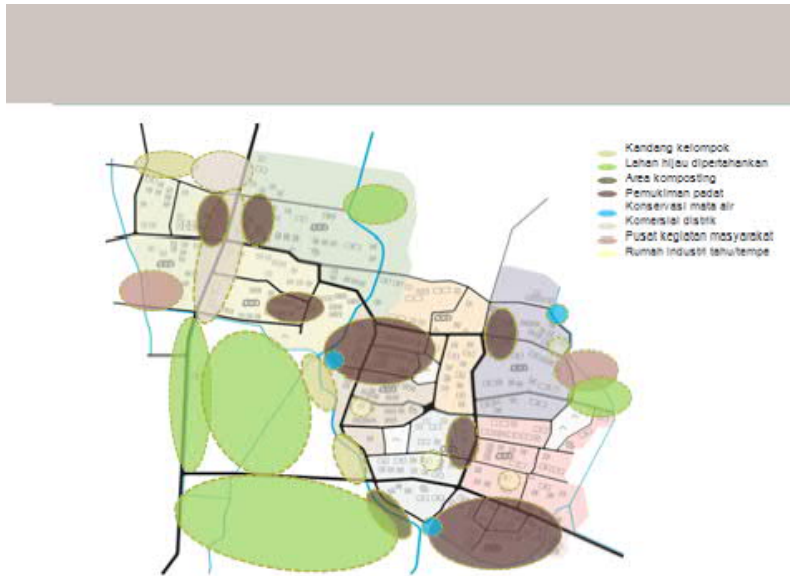 Kandang kelompok
Lahan hijau dipertahankan
Area komposting
Pemukiman padat
Konservasi mata air
Komersial distrik
Pusat kegiatan masyarakat
Rumah industri tahu/tempe